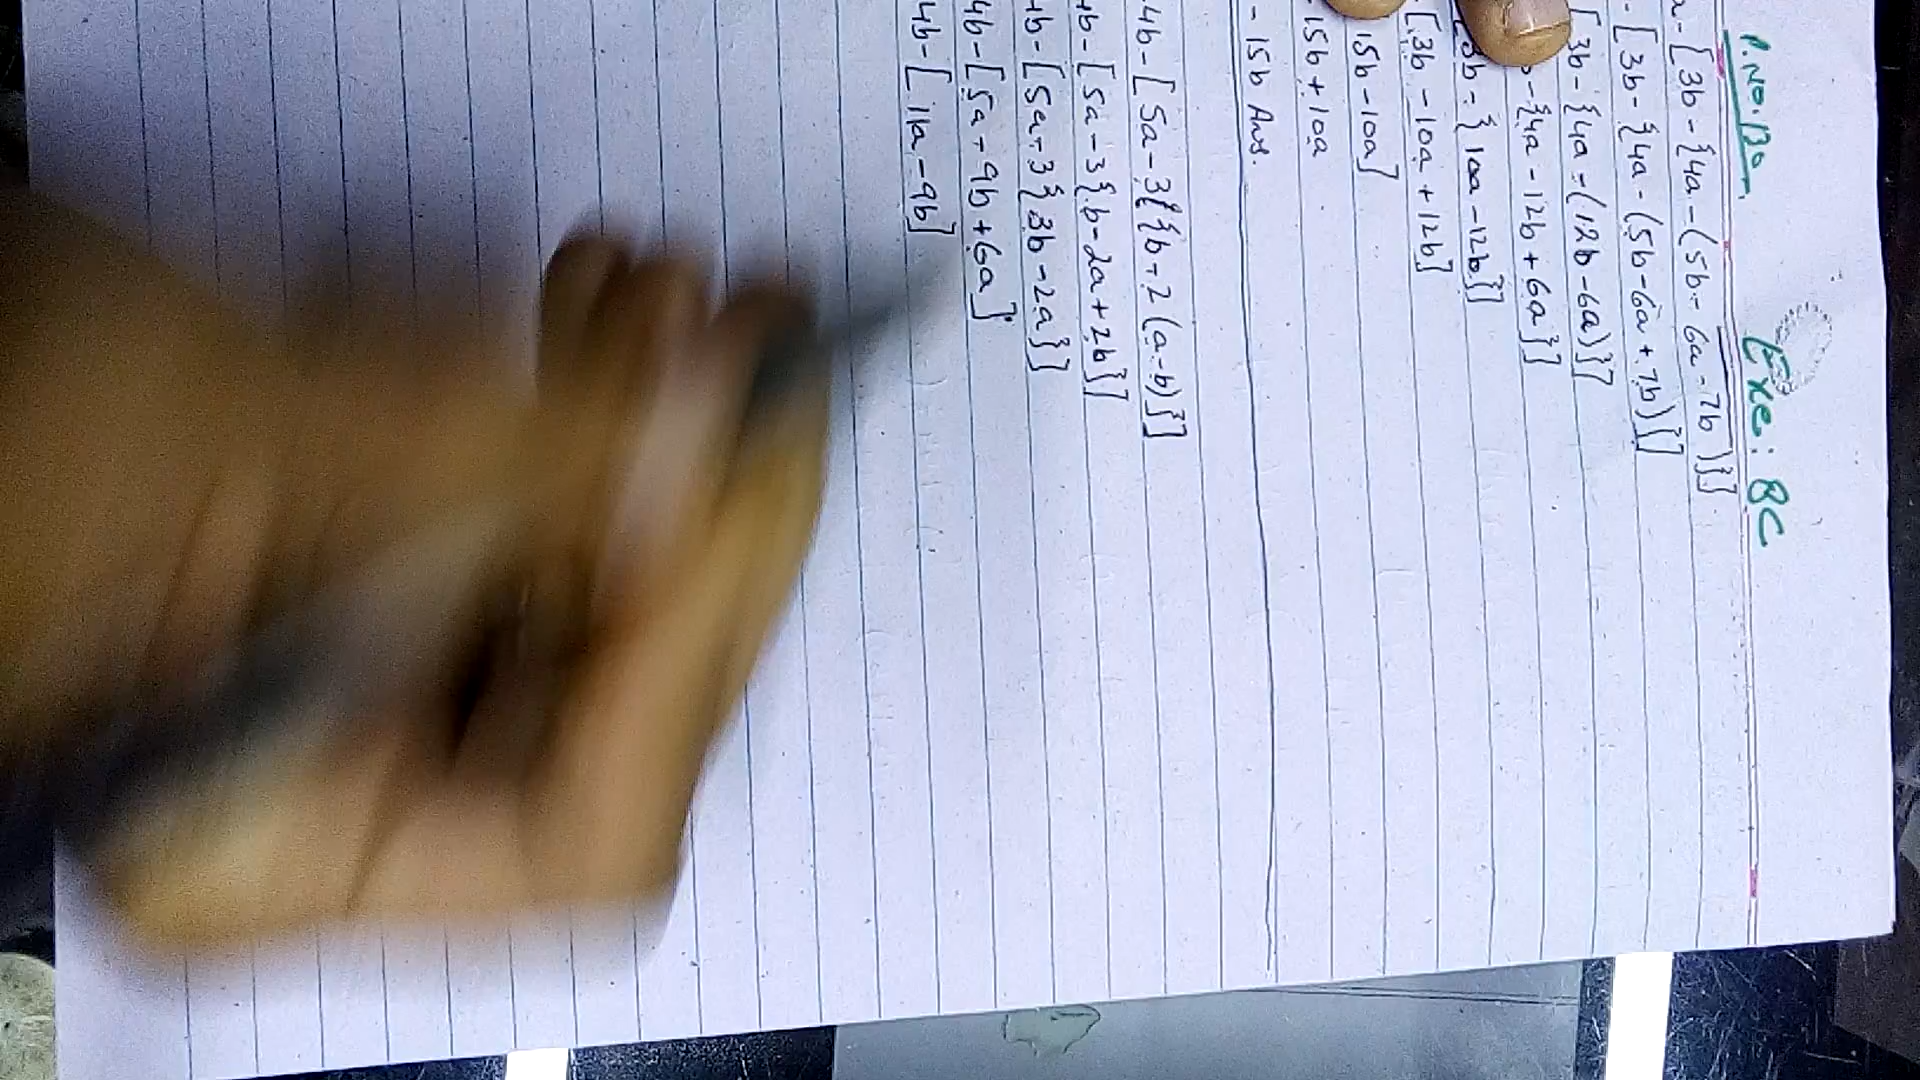 P.No. 130
Exe: 8C
a - [3b - {4a - (5b - 6a - 7b)}]
- [3b - {4a - (5b - 6a + 7b)}]
[3b - {4a - (12b - 6a)}]
b - {4a - 12b + 6a}]
[3b - {10a - 12b}]
[3b - 10a + 12b]
15b - 10a]
15b + 10a
- 15b Ans.
4b - [5a - 3{{b - 2(a - b)}]
4b - [5a - 3{b - 2a + 2b}]
4b - [5a - 3{3b - 2a}]
4b - [5a - 9b + 6a]
4b - [11a - 9b]